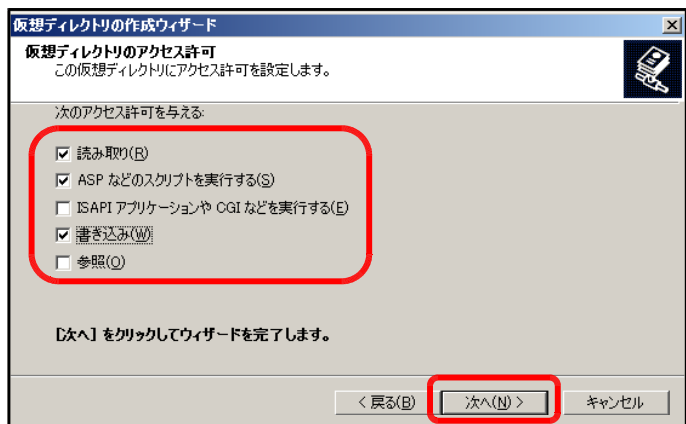 仮想ディレクトリの作成ウィザード
仮想ディレクトリのアクセス許可
この仮想ディレクトリにアクセス許可を設定します。
次のアクセス許可を与える:
読み取り(R)
ASP などのスクリプトを実行する(S)
ISAPI アプリケーションや CGI などを実行する(E)
書き込み(W)
参照(O)
[次へ] をクリックしてウィザードを完了します。
< 戻る(B) 次へ(N) > キャンセル